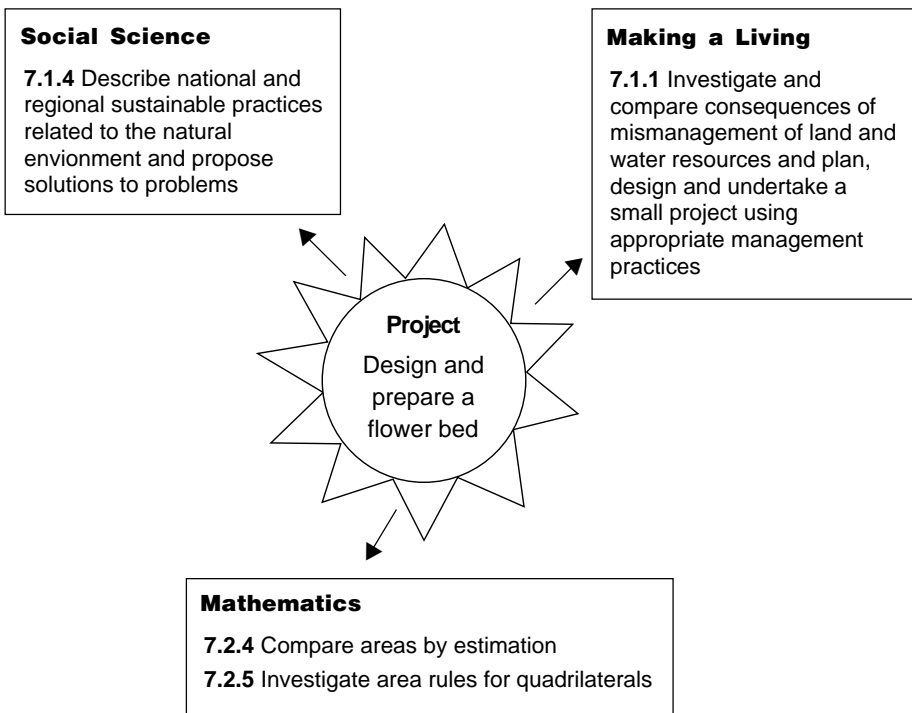 Social Science
7.1.4 Describe national and
regional sustainable practices
related to the natural
envionment and propose
solutions to problems
Making a Living
7.1.1 Investigate and
compare consequences of
mismanagement of land and
water resources and plan,
design and undertake a
small project using
appropriate management
practices
Project
Design and
prepare a
flower bed
Mathematics
7.2.4 Compare areas by estimation
7.2.5 Investigate area rules for quadrilaterals